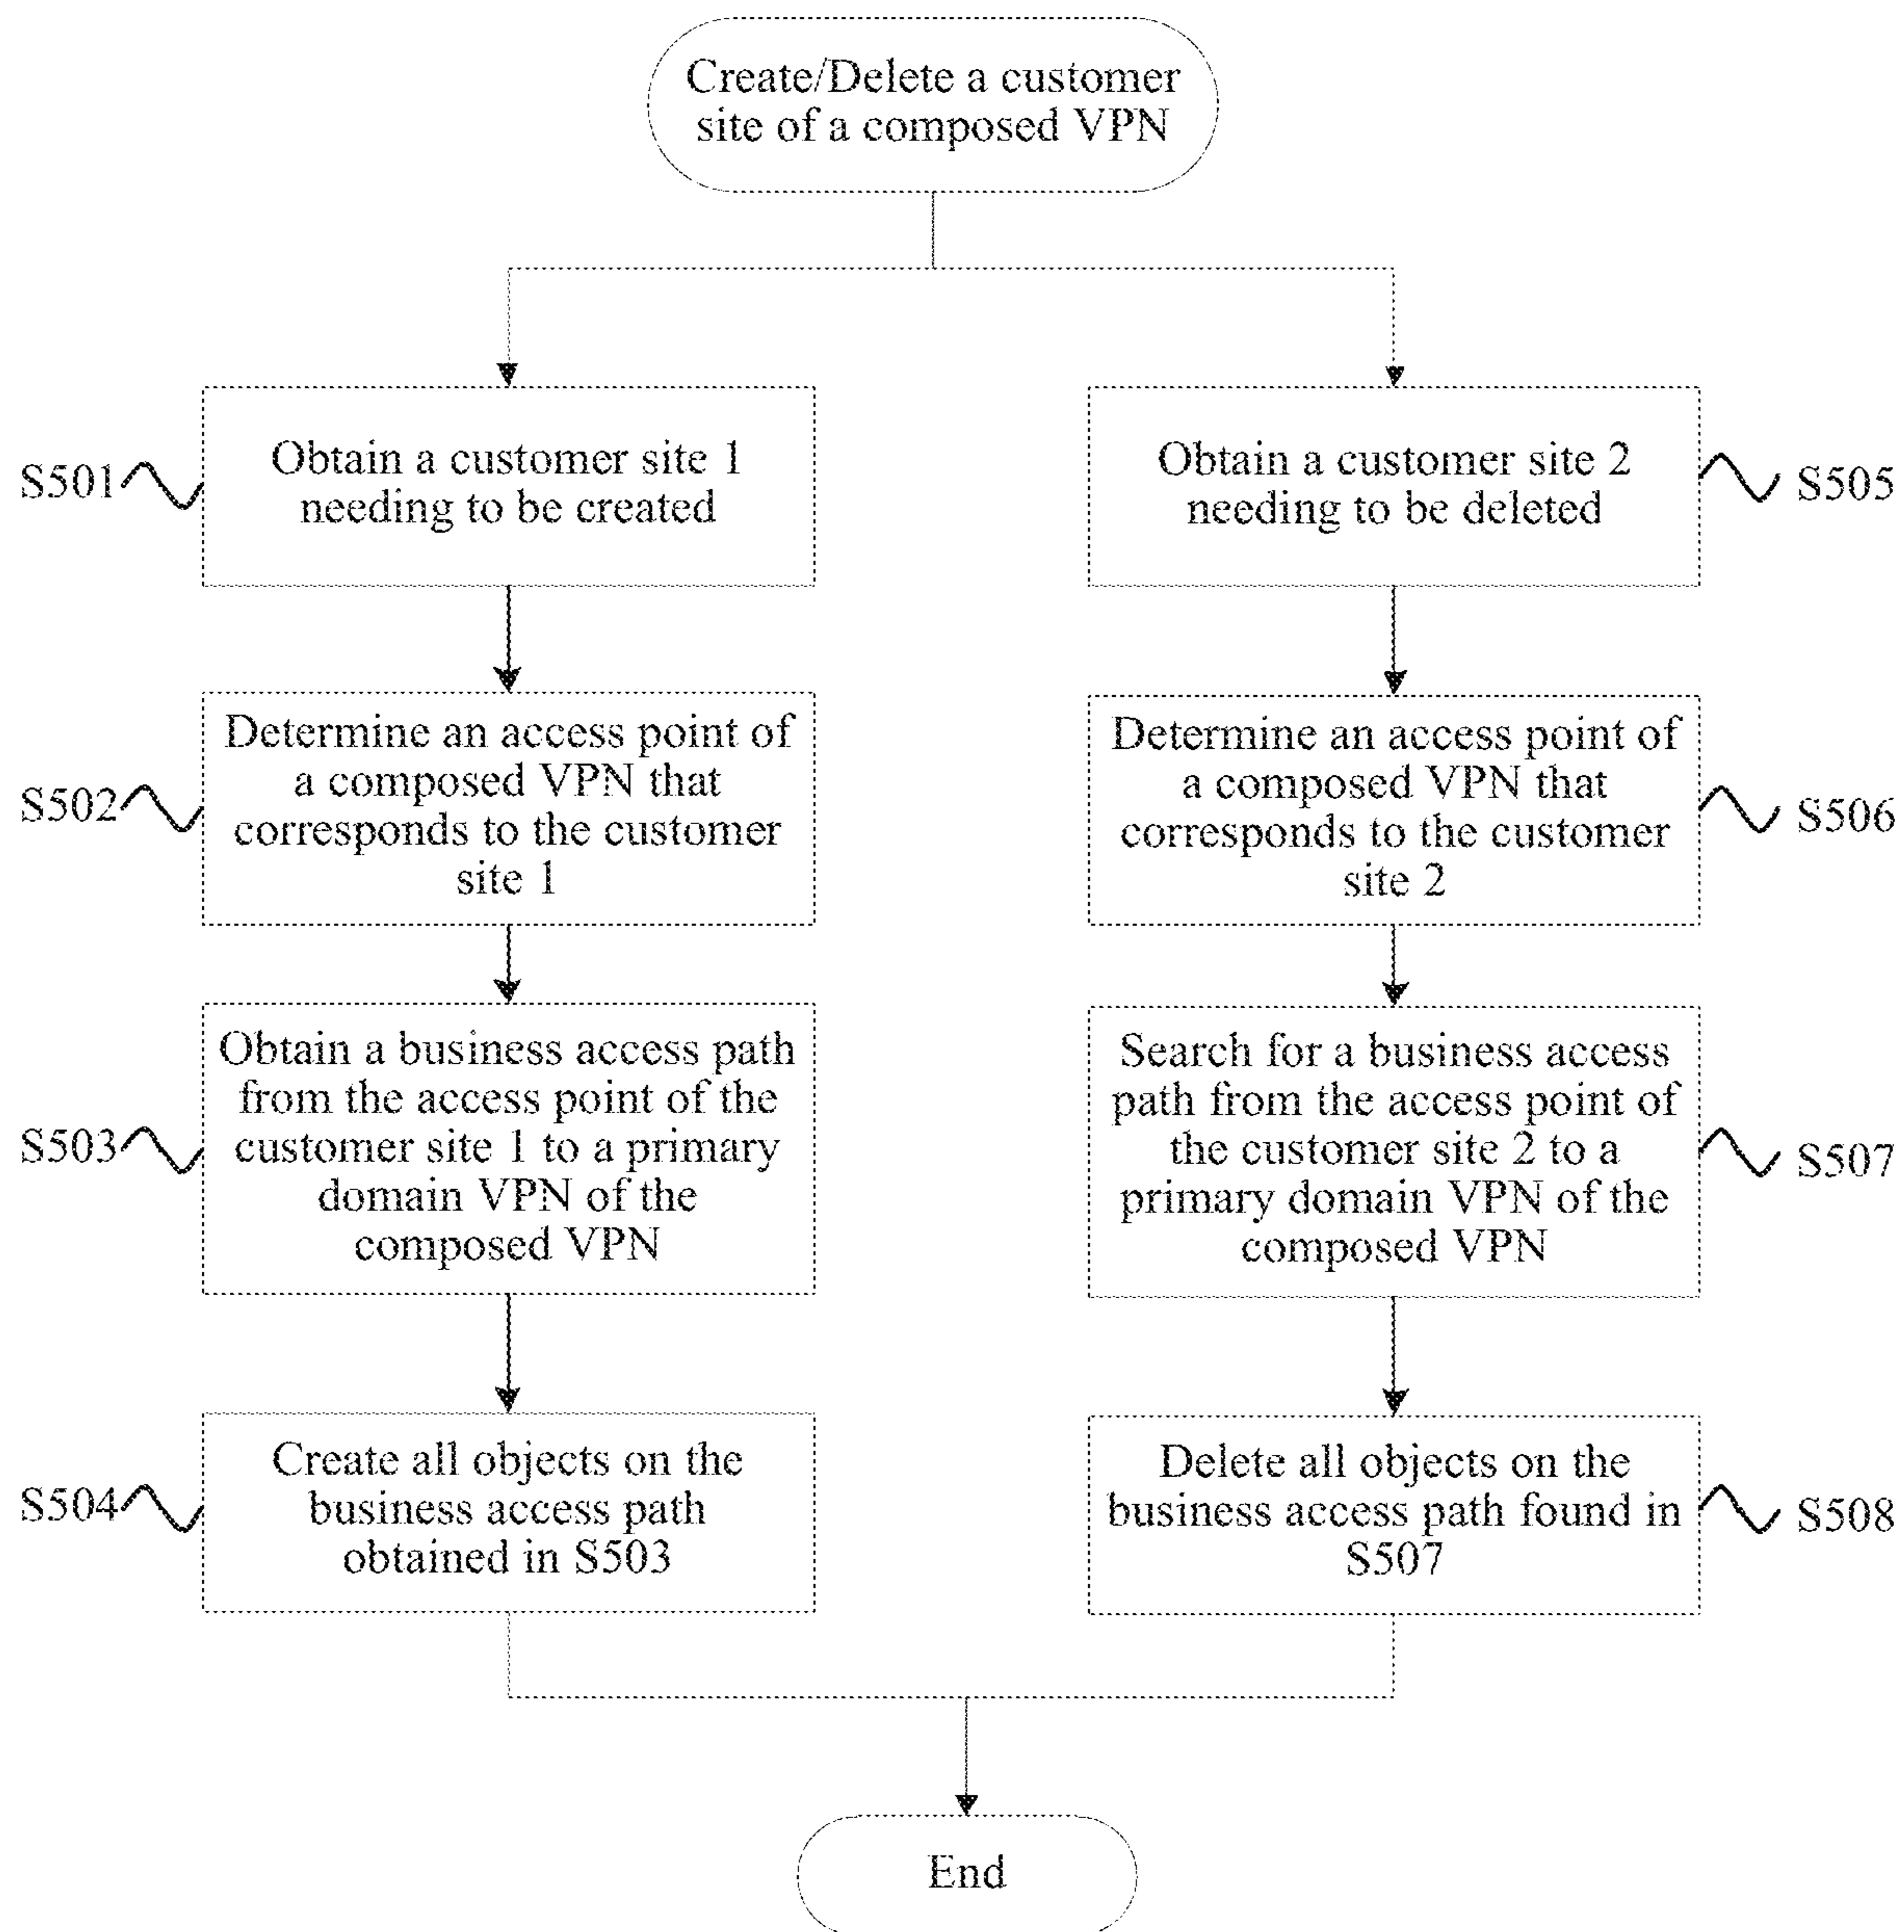 Create/Delete a customer
site of a composed VPN
S501
Obtain a customer site 1
needing to be created
Obtain a customer site 2
needing to be deleted
S505
S502
Determine an access point of
a composed VPN that
corresponds to the customer
site 1
Determine an access point of
a composed VPN that
corresponds to the customer
site 2
S506
S503
Obtain a business access path
from the access point of the
customer site 1 to a primary
domain VPN of the
composed VPN
Search for a business access
path from the access point of
the customer site 2 to a
primary domain VPN of the
composed VPN
S507
S504
Create all objects on the
business access path
obtained in S503
Delete all objects on the
business access path found in
S507
S508
End